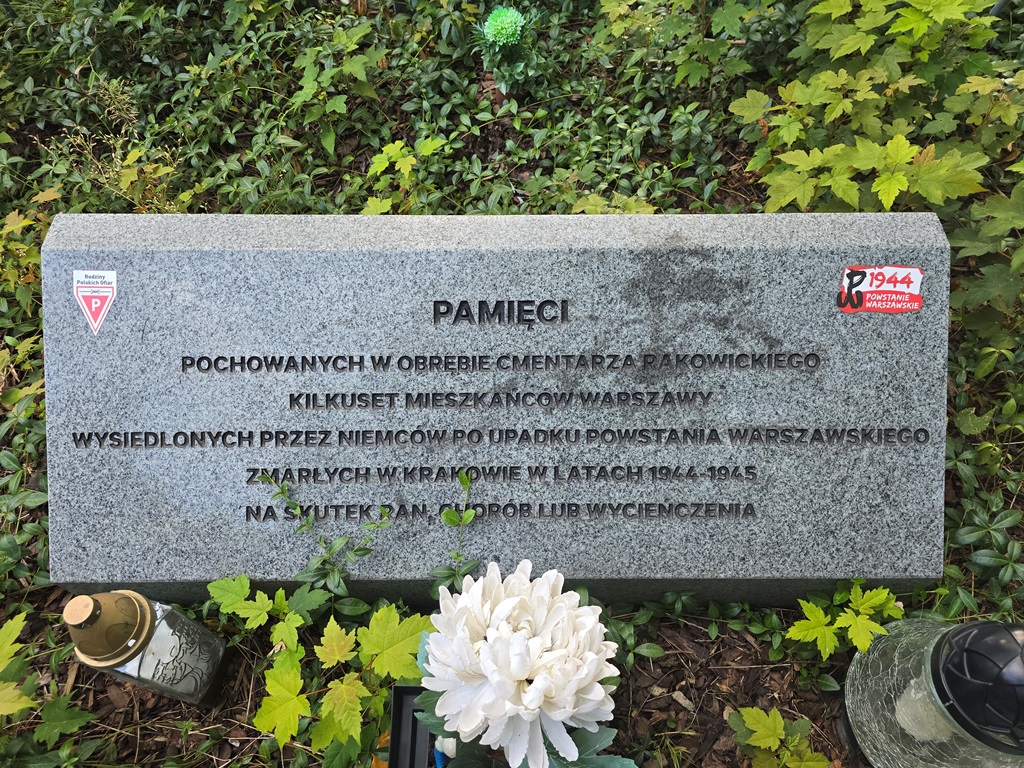 Rodziny
Polskich Ofiar
P
1944
POWSTANIE
WARSZAWSKIE
PAMIĘCI
POCHOWANYCH W OBRĘBIE CMENTARZA RAKOWICKIEGO
KILKUSET MIESZKAŃCÓW WARSZAWY
WYSIEDLONYCH PRZEZ NIEMCÓW PO UPADKU POWSTANIA WARSZAWSKIEGO
ZMARŁYCH W KRAKOWIE W LATACH 1944-1945
NA SKUTEK RAN, CHORÓB LUB WYCIEŃCZENIA